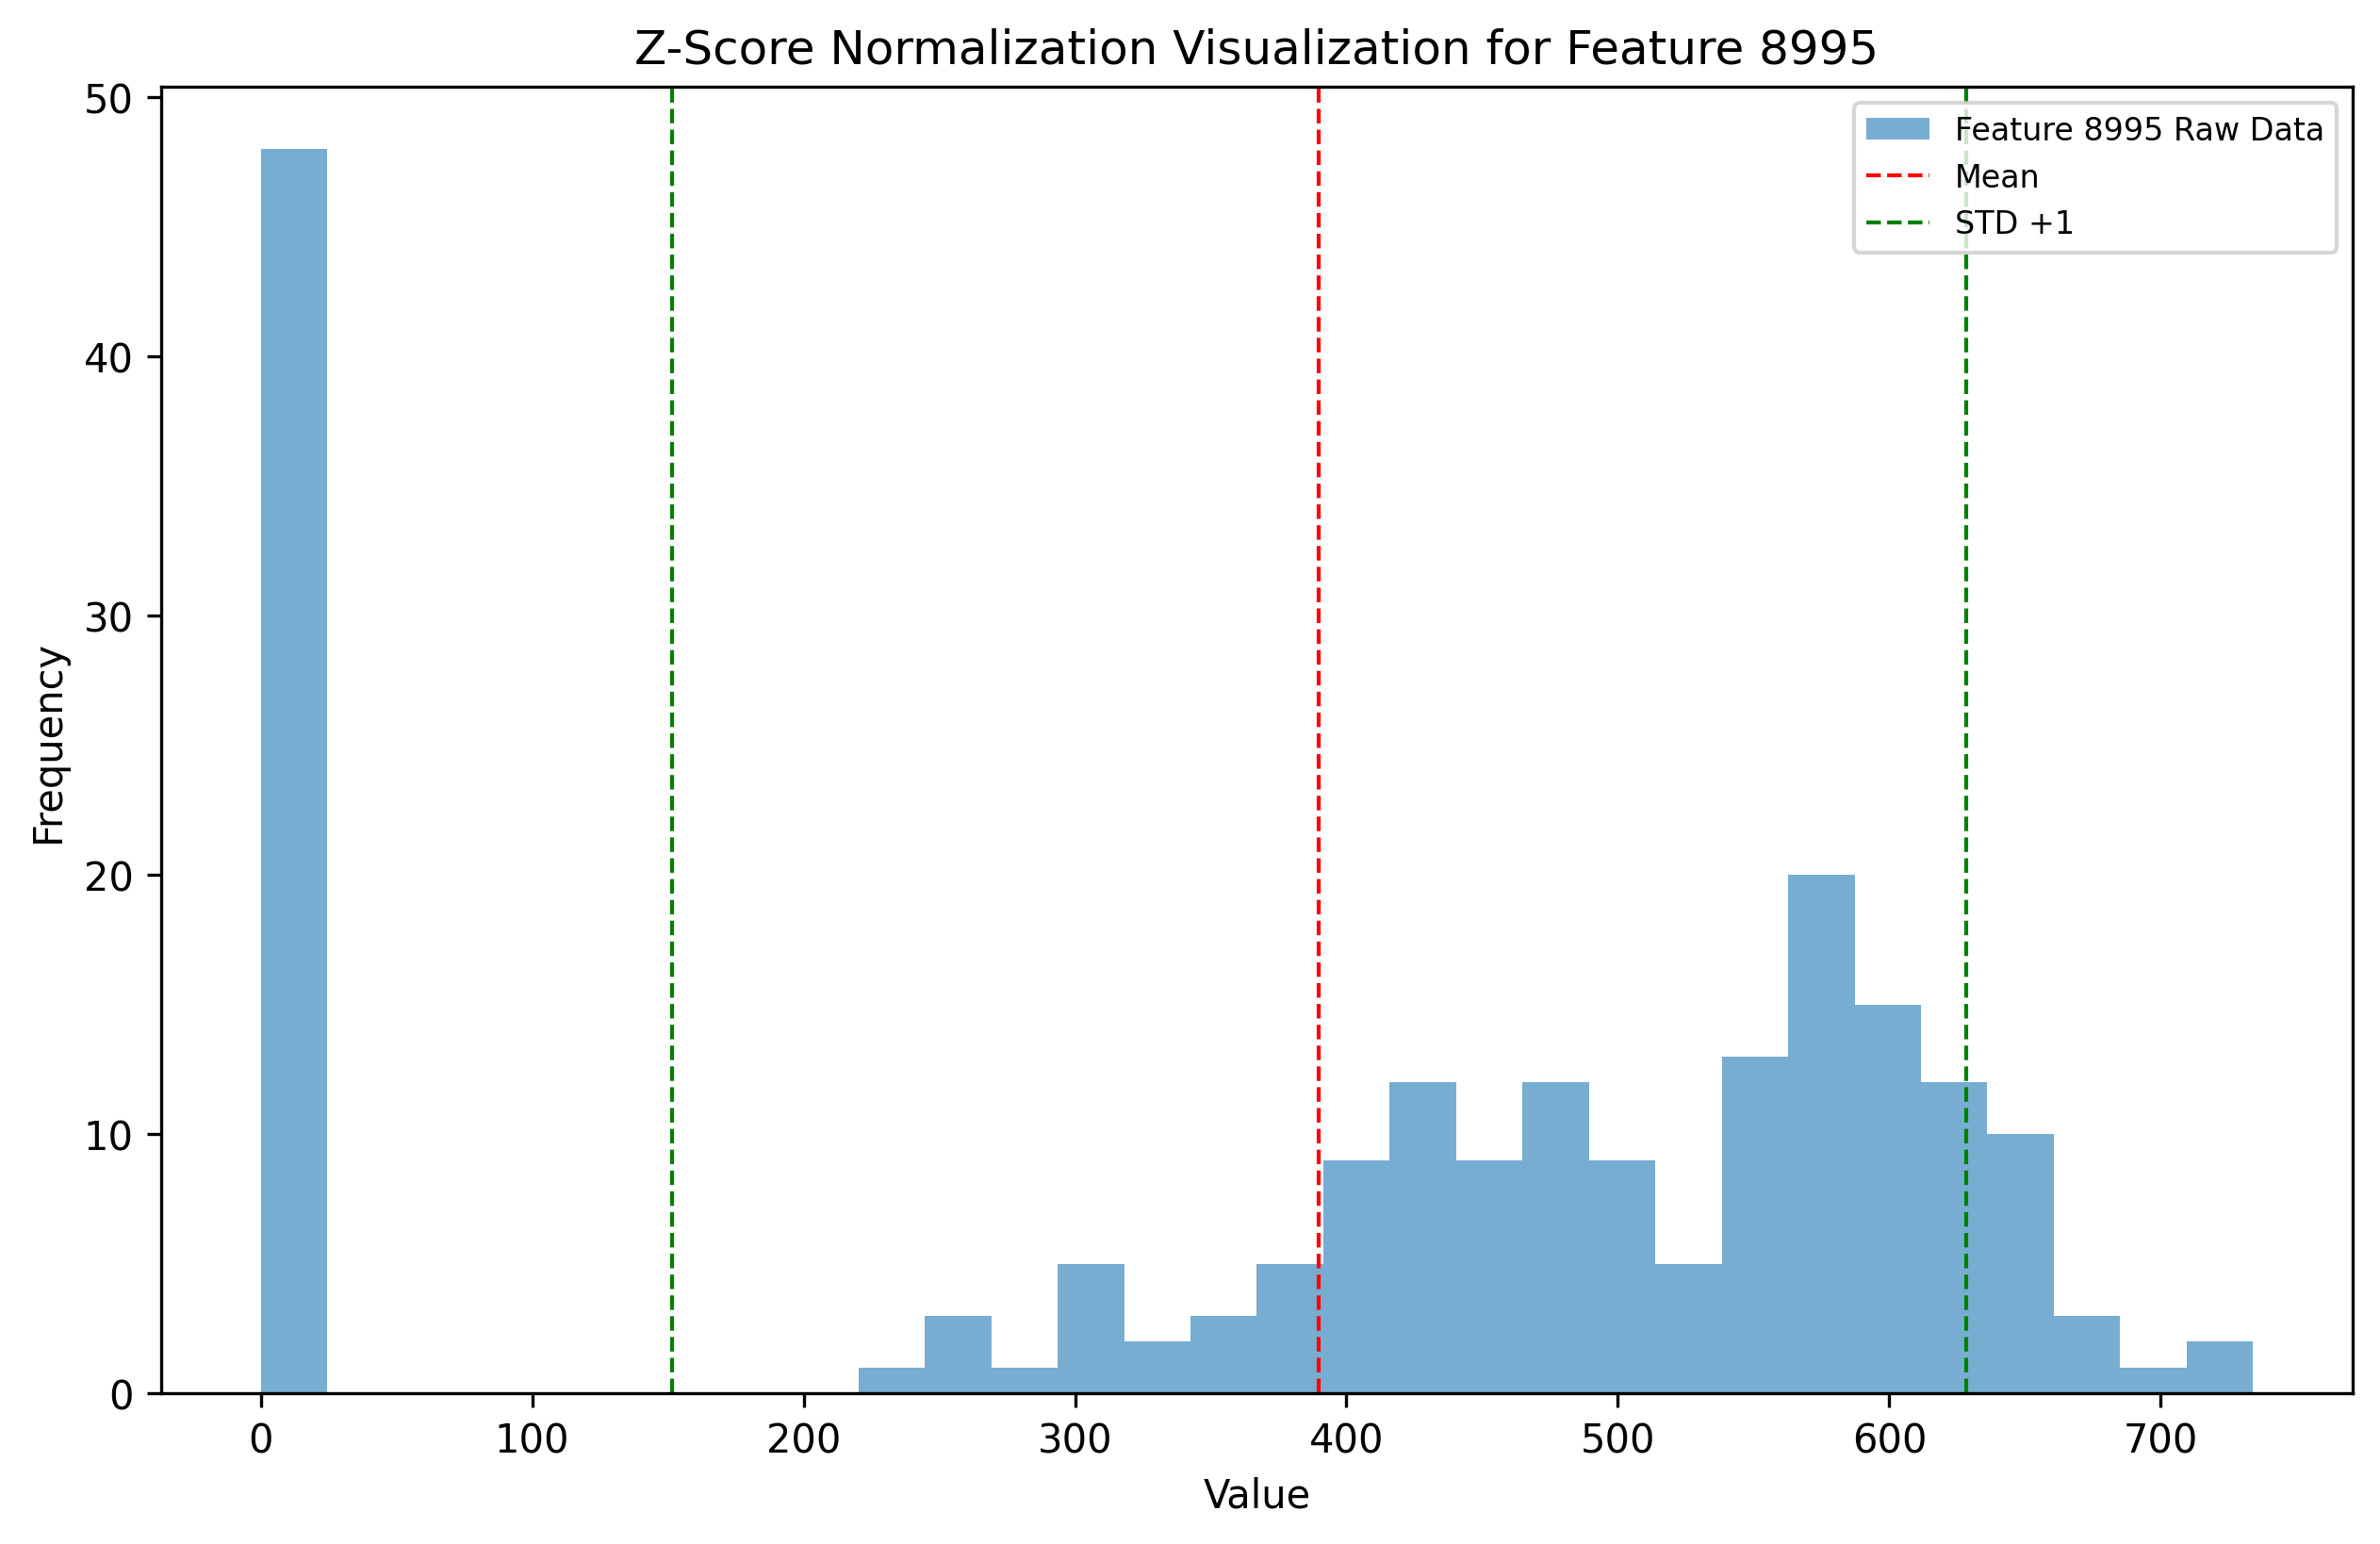 Z-Score Normalization Visualization for Feature 8995
50
40
30
20
10
0
Frequency
Feature 8995 Raw Data
Mean
STD +1
0 100 200 300 400 500 600 700
Value